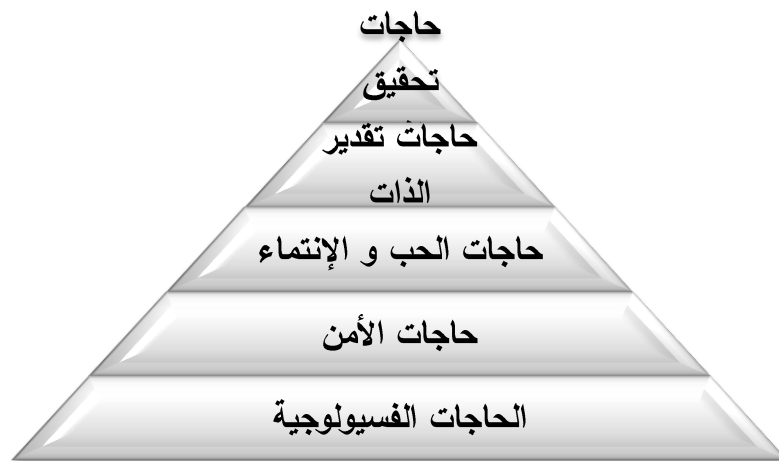 حاجات
تحقيق
حاجات تقدير
الذات
حاجات الحب و الإنتماء
حاجات الأمن
الحاجات الفسيولوجية